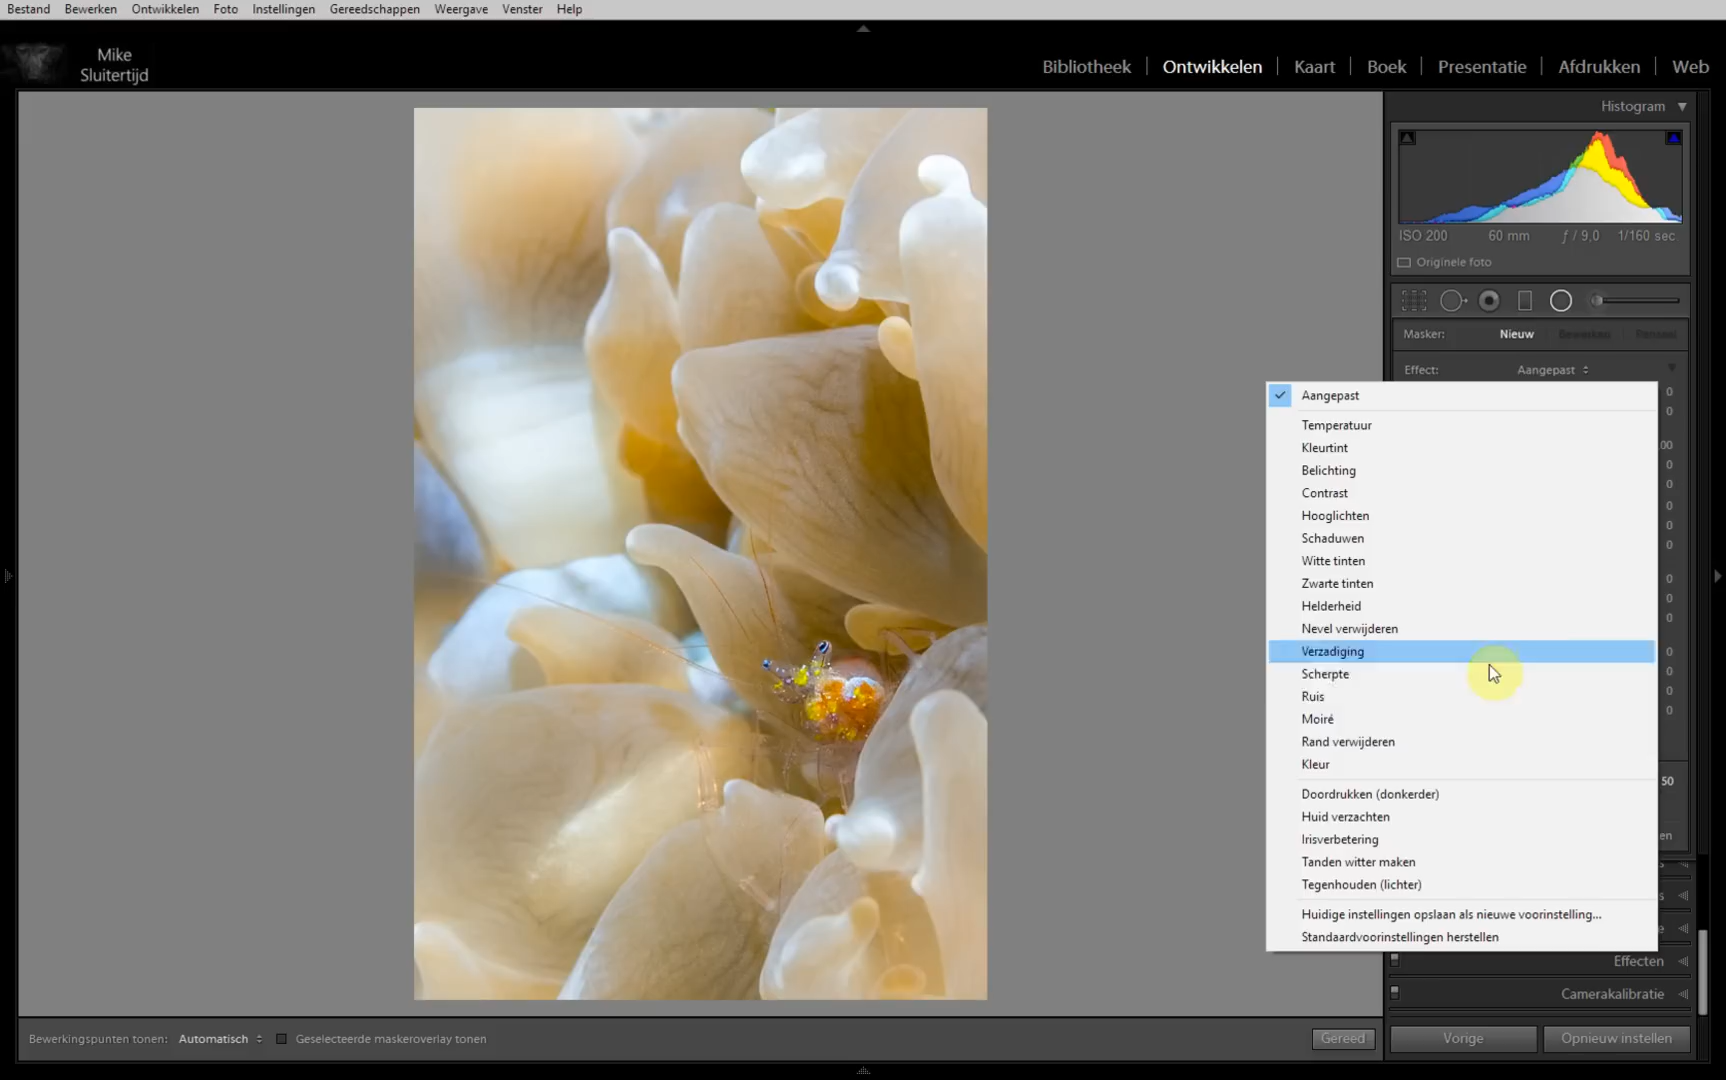 Bestand Bewerken Ontwikkelen Foto Instellingen Gereedschappen Weergave Venster Help
Mike
Sluitertijd
Bibliotheek Ontwikkelen Kaart Boek Presentatie Afdrukken Web
Histogram
ISO 200 60 mm ƒ / 9,0 1/160 sec.
Originele foto
Masker: Nieuw Bewerken Penseel
Effect: Aangepast
Aangepast
Temperatuur
Kleurtint
Belichting
Contrast
Hooglichten
Schaduwen
Witte tinten
Zwarte tinten
Helderheid
Nevel verwijderen
Verzadiging
Scherpte
Ruis
Moiré
Rand verwijderen
Kleur
50
Doordrukken (donkerder)
Huid verzachten
Irisverbetering
Tanden witter maken
Tegenhouden (lichter)
Huidige instellingen opslaan als nieuwe voorinstelling...
Standaardvoorinstellingen herstellen
Effecten
Camerakalibratie
Bewerkingspunten tonen: Automatisch Geselecteerde maskeroverlay tonen Gereed Vorige Opnieuw instellen